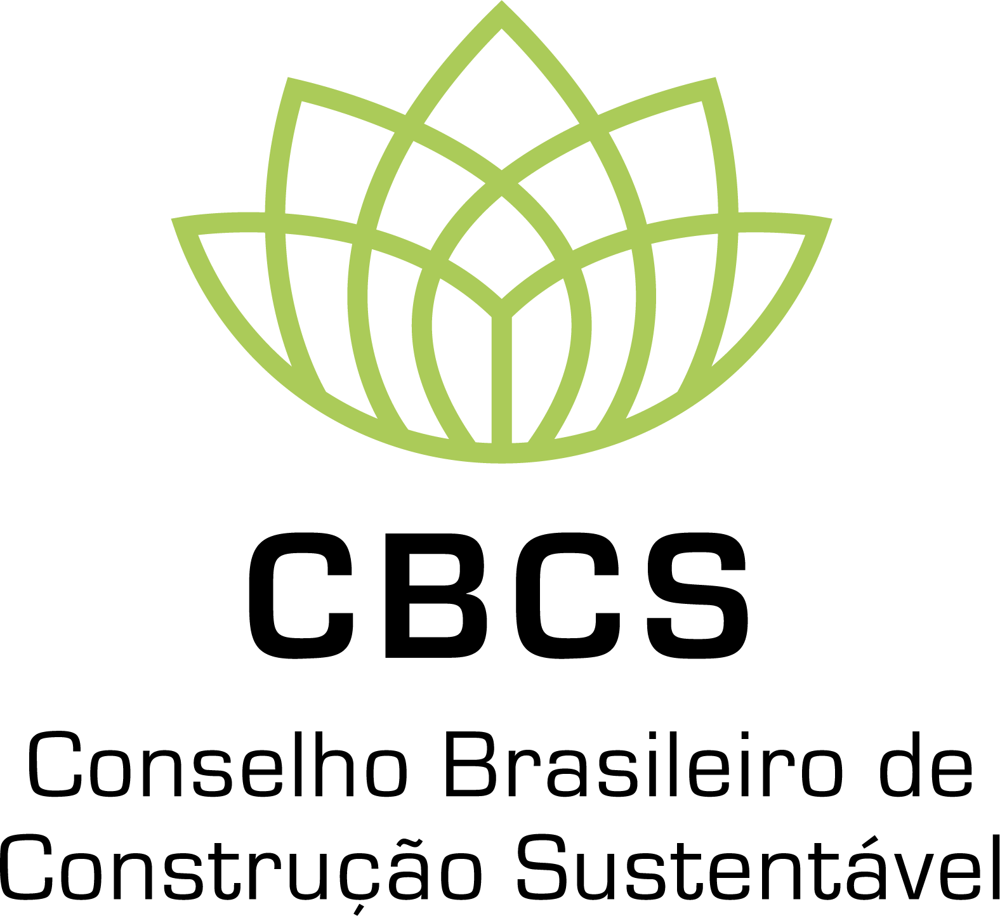 CBCS
Conselho Brasileiro de
Construção Sustentável